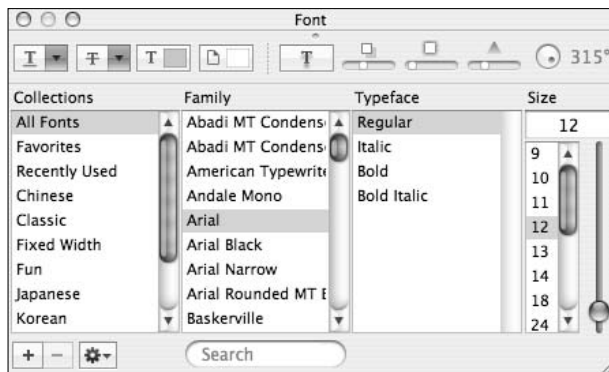 Font
T T T T 315°
Collections Family Typeface Size
All Fonts Abadi MT Condens Regular 12
Favorites Abadi MT Condens Italic 9
Recently Used American Typewrit Bold 10
Chinese Andale Mono Bold Italic 11
Classic Arial 12
Fixed Width Arial Black 13
Fun Arial Narrow 14
Japanese Arial Rounded MT 18
Korean Baskerville 24
Search